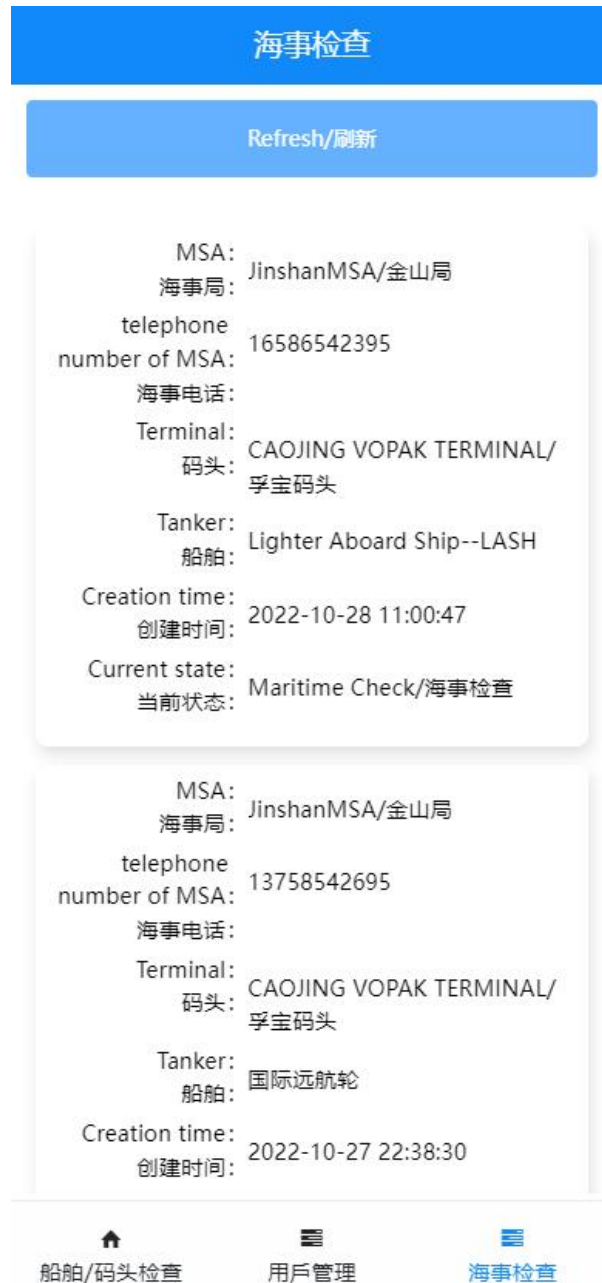 海事检查
Refresh/刷新
MSA:
海事局:
JinshanMSA/金山局
telephone
number of MSA:
海事电话:
16586542395
Terminal:
码头:
CAOJING VOPAK TERMINAL/
孚宝码头
Tanker:
船舶:
Lighter Aboard Ship--LASH
Creation time:
创建时间:
2022-10-28 11:00:47
Current state:
当前状态:
Maritime Check/海事检查
MSA:
海事局:
JinshanMSA/金山局
telephone
number of MSA:
海事电话:
13758542695
Terminal:
码头:
CAOJING VOPAK TERMINAL/
孚宝码头
Tanker:
船舶:
国际远航轮
Creation time:
创建时间:
2022-10-27 22:38:30
船舶/码头检查
用戶管理
海事检查